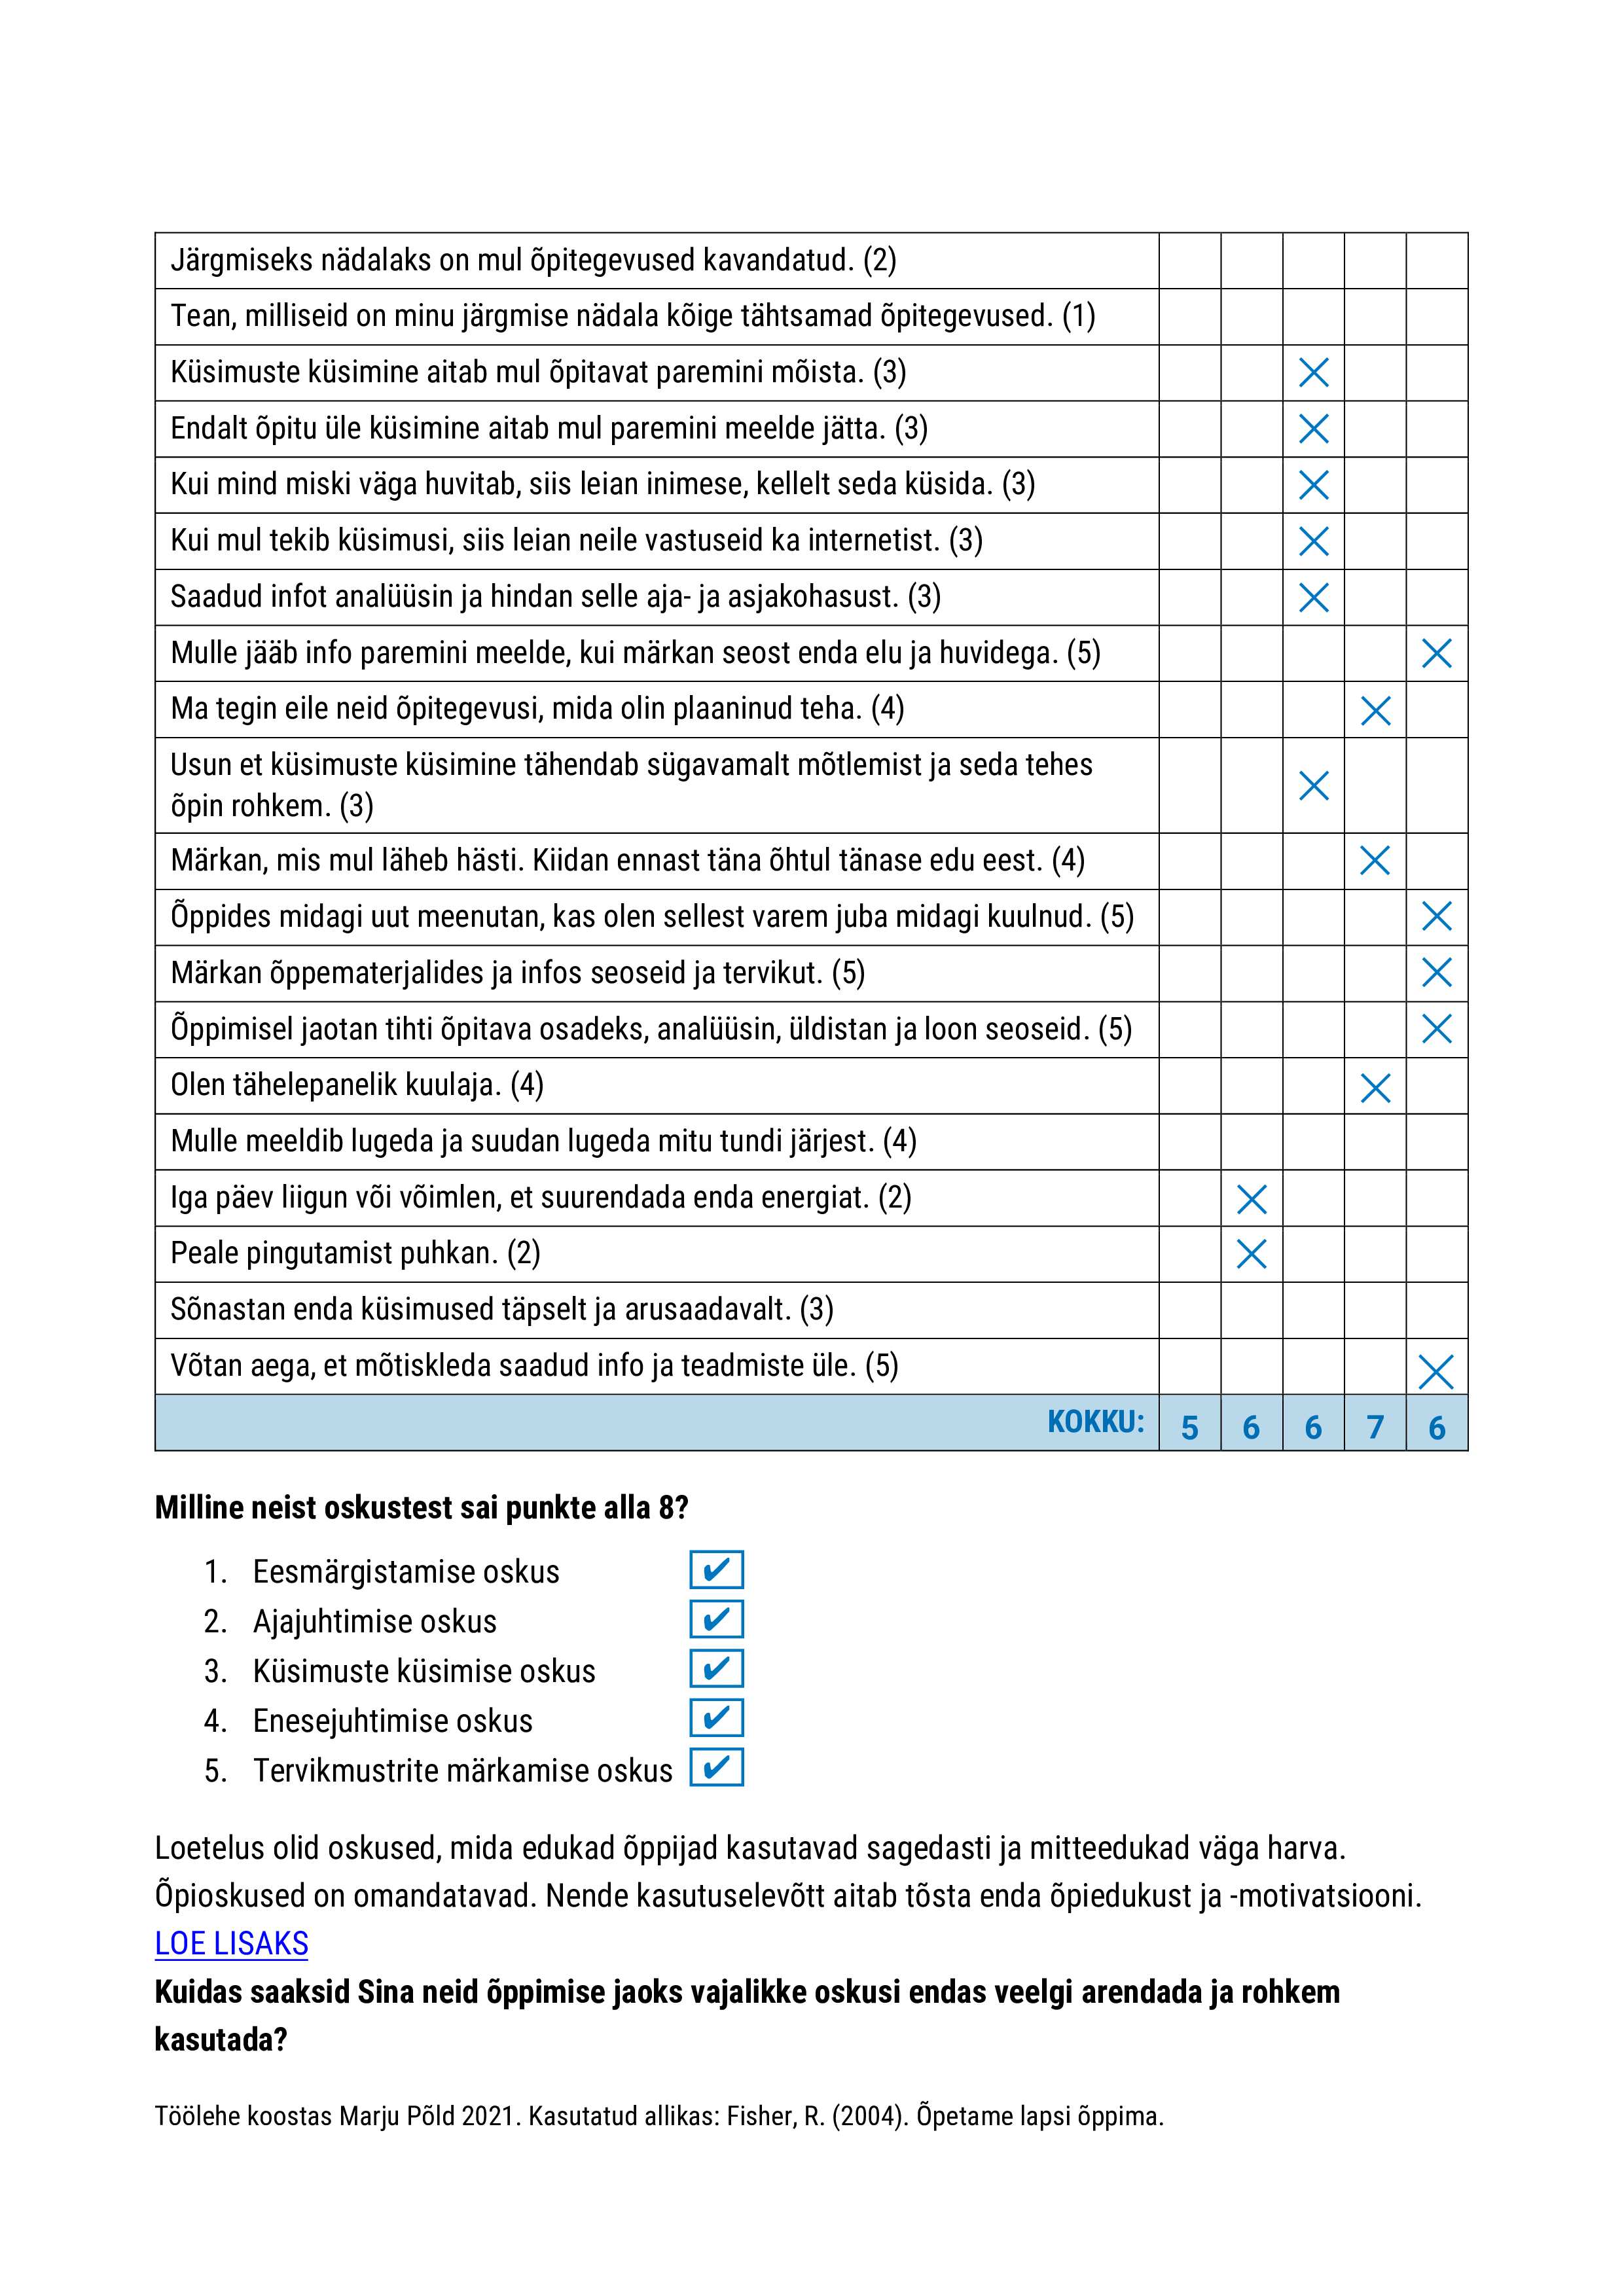 Järgmiseks nädalaks on mul õpitegevused kavandatud. (2)
Tean, milliseid on minu järgmise nädala kõige tähtsamad õpitegevused. (1)
Küsimuste küsimine aitab mul õpitavat paremini mõista. (3)
Endalt õpitu üle küsimine aitab mul paremini meelde jätta. (3)
Kui mind miski väga huvitab, siis leian inimese, kellelt seda küsida. (3)
Kui mul tekib küsimusi, siis leian neile vastuseid ka internetist. (3)
Saadud infot analüüsin ja hindan selle aja- ja asjakohasust. (3)
Mulle jääb info paremini meelde, kui märkan seost enda elu ja huvidega. (5)
Ma tegin eile neid õpitegevusi, mida olin plaaninud teha. (4)
Usun et küsimuste küsimine tähendab sügavamalt mõtlemist ja seda tehes
õpin rohkem. (3)
Märkan, mis mul läheb hästi. Kiidan ennast täna õhtul tänase edu eest. (4)
Õppides midagi uut meenutan, kas olen sellest varem juba midagi kuulnud. (5)
Märkan õppematerjalides ja infos seoseid ja tervikut. (5)
Õppimisel jaotan tihti õpitava osadeks, analüüsin, üldistan ja loon seoseid. (5)
Olen tähelepanelik kuulaja. (4)
Mulle meeldib lugeda ja suudan lugeda mitu tundi järjest. (4)
Iga päev liigun või võimlen, et suurendada enda energiat. (2)
Peale pingutamist puhkan. (2)
Sõnastan enda küsimused täpselt ja arusaadavalt. (3)
Võtan aega, et mõtiskleda saadud info ja teadmiste üle. (5)
KOKKU: 5 6 6 7 6
Milline neist oskustest sai punkte alla 8?
1. Eesmärgistamise oskus ✔
2. Ajajuhtimise oskus ✔
3. Küsimuste küsimise oskus ✔
4. Enesejuhtimise oskus ✔
5. Tervikmustrite märkamise oskus ✔
Loetelus olid oskused, mida edukad õppijad kasutavad sagedasti ja mitteedukad väga harva.
Õpioskused on omandatavad. Nende kasutuselevõtt aitab tõsta enda õpiedukust ja -motivatsiooni.
LOE LISAKS
Kuidas saaksid Sina neid õppimise jaoks vajalikke oskusi endas veelgi arendada ja rohkem
kasutada?
Töölehe koostas Marju Põld 2021. Kasutatud allikas: Fisher, R. (2004). Õpetame lapsi õppima.